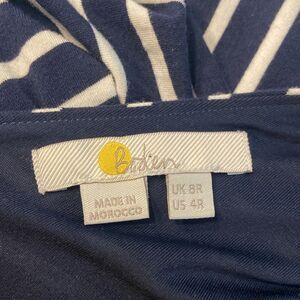 Boden
MADE IN
MOROCCO
UK 8R
US 4R